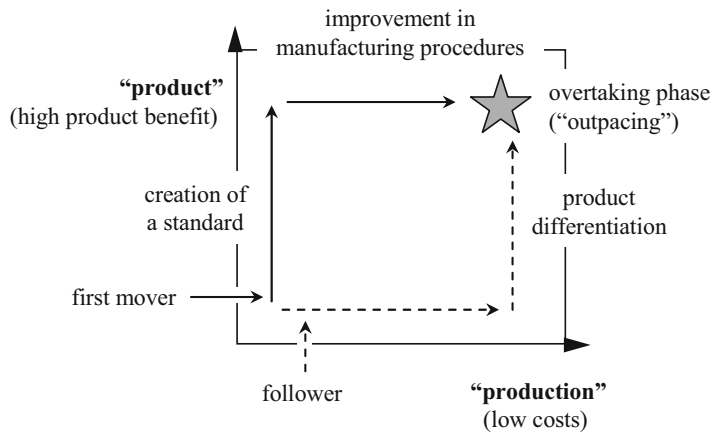 improvement in
manufacturing procedures
“product”
(high product benefit)
overtaking phase
(“outpacing”)
creation of
a standard
product
differentiation
first mover
follower
“production”
(low costs)